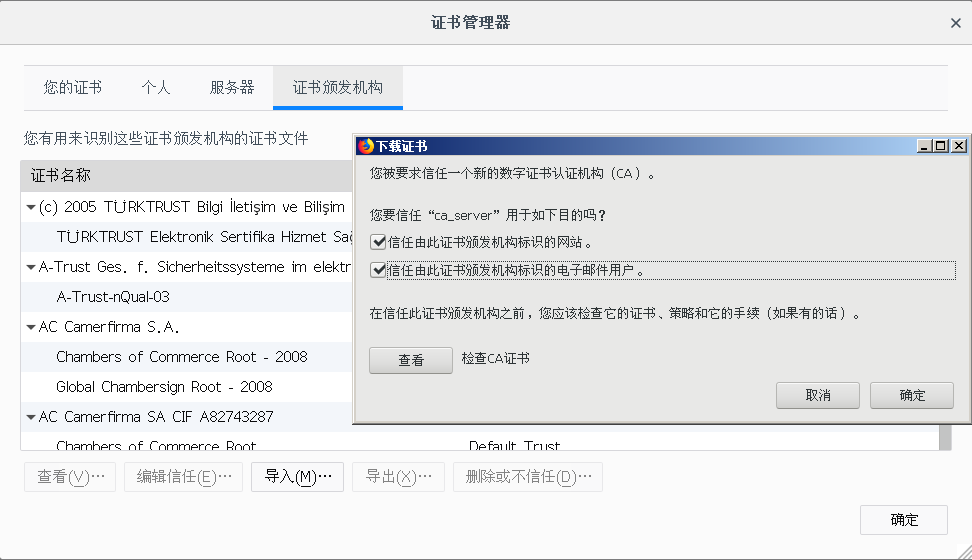 证书管理器
您的证书 个人 服务器 证书颁发机构
您有用来识别这些证书颁发机构的证书文件
证书名称
(c) 2005 TÜRKTRUST Bilgi İletişim ve Bilişim
TÜRKTRUST Elektronik Sertifika Hizmet Sağ
A-Trust Ges. f. Sicherheitssysteme im elektr
A-Trust-nQual-03
AC Camerfirma S.A.
Chambers of Commerce Root - 2008
Global Chambersign Root - 2008
AC Camerfirma SA CIF A82743287
Chambers of Commerce Root Default Trust
下载证书
您被要求信任一个新的数字证书认证机构（CA）。
您要信任“ca_server”用于如下目的吗？
信任由此证书颁发机构标识的网站。
信任由此证书颁发机构标识的电子邮件用户。
在信任此证书颁发机构之前，您应该检查它的证书、策略和它的手续（如果有的话）。
查看 检查CA证书
取消 确定
查看(V)… 编辑信任(E)… 导入(M)… 导出(X)… 删除或不信任(D)…
确定